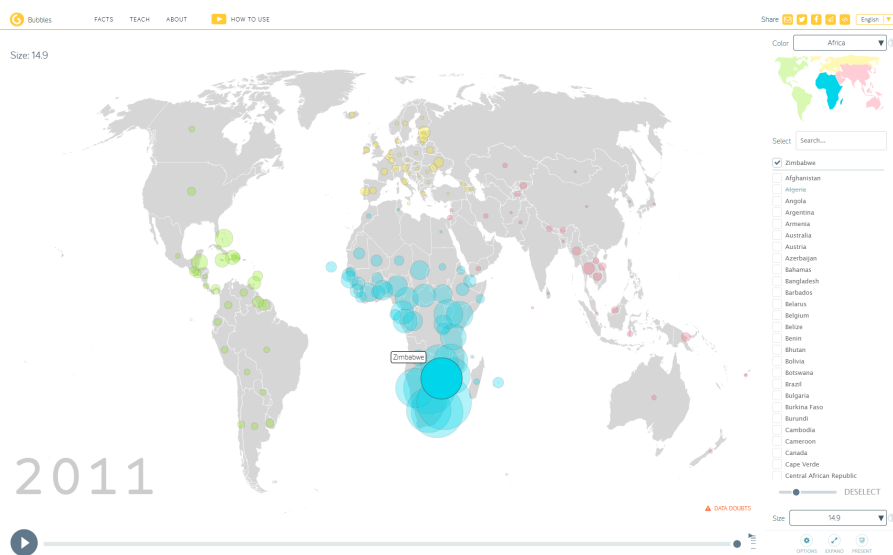 Bubbles
FACTS
TEACH
ABOUT
HOW TO USE
Share
English
Size: 14.9
Color
Africa
Select
Search...
Zimbabwe
Afghanistan
Algeria
Angola
Argentina
Armenia
Australia
Austria
Azerbaijan
Bahamas
Bangladesh
Barbados
Belarus
Belgium
Belize
Benin
Bhutan
Bolivia
Botswana
Brazil
Bulgaria
Burkina Faso
Burundi
Cambodia
Cameroon
Canada
Cape Verde
Central African Republic
DESELECT
Zimbabwe
2011
DATA DOUBTS
Size
14.9
OPTIONS
EXPAND
PRESENT